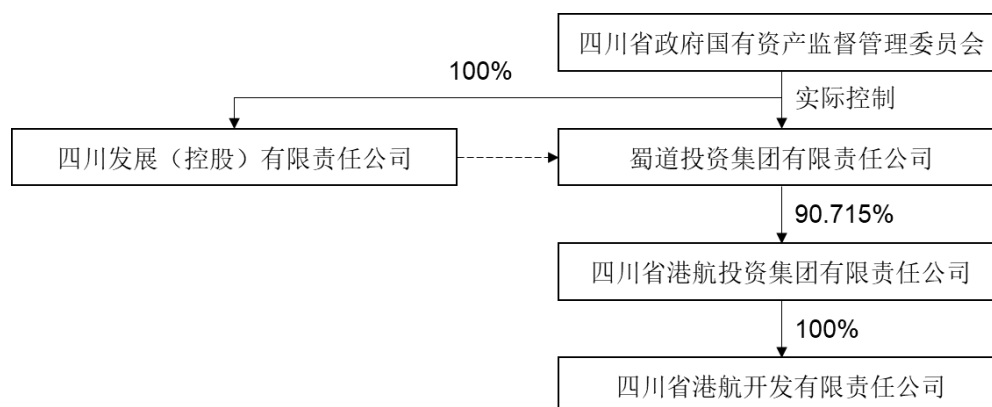 四川省政府国有资产监督管理委员会
100%
实际控制
四川发展（控股）有限责任公司
蜀道投资集团有限责任公司
90.715%
四川省港航投资集团有限责任公司
100%
四川省港航开发有限责任公司